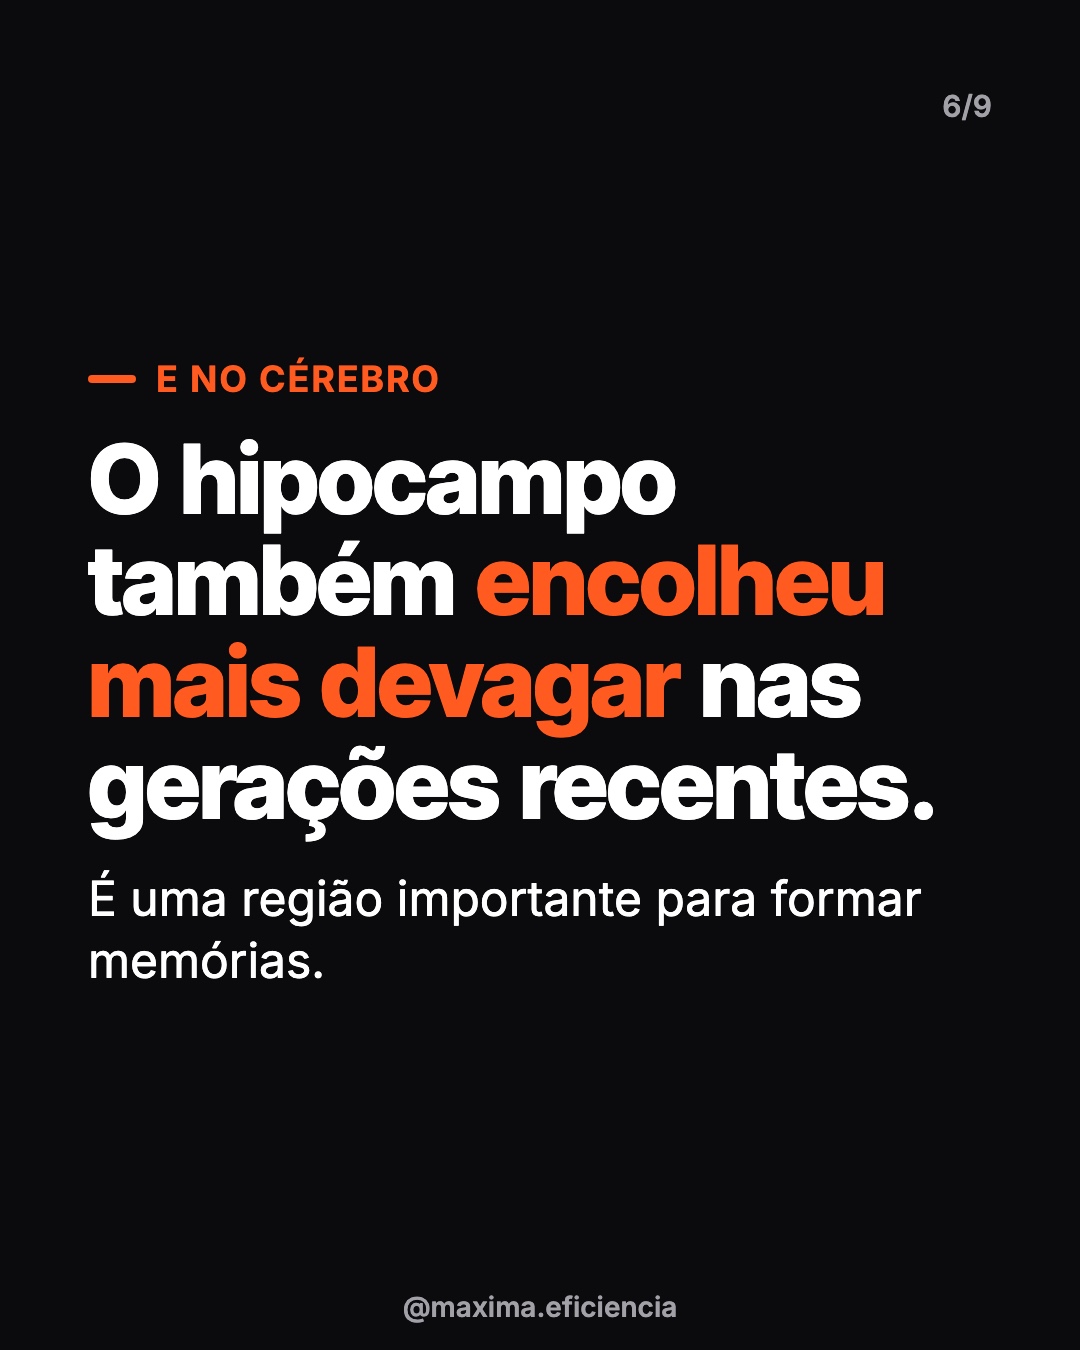 6/9
E NO CÉREBRO
O hipocampo
também encolheu
mais devagar nas
gerações recentes.
É uma região importante para formar
memórias.
@maxima.eficiencia